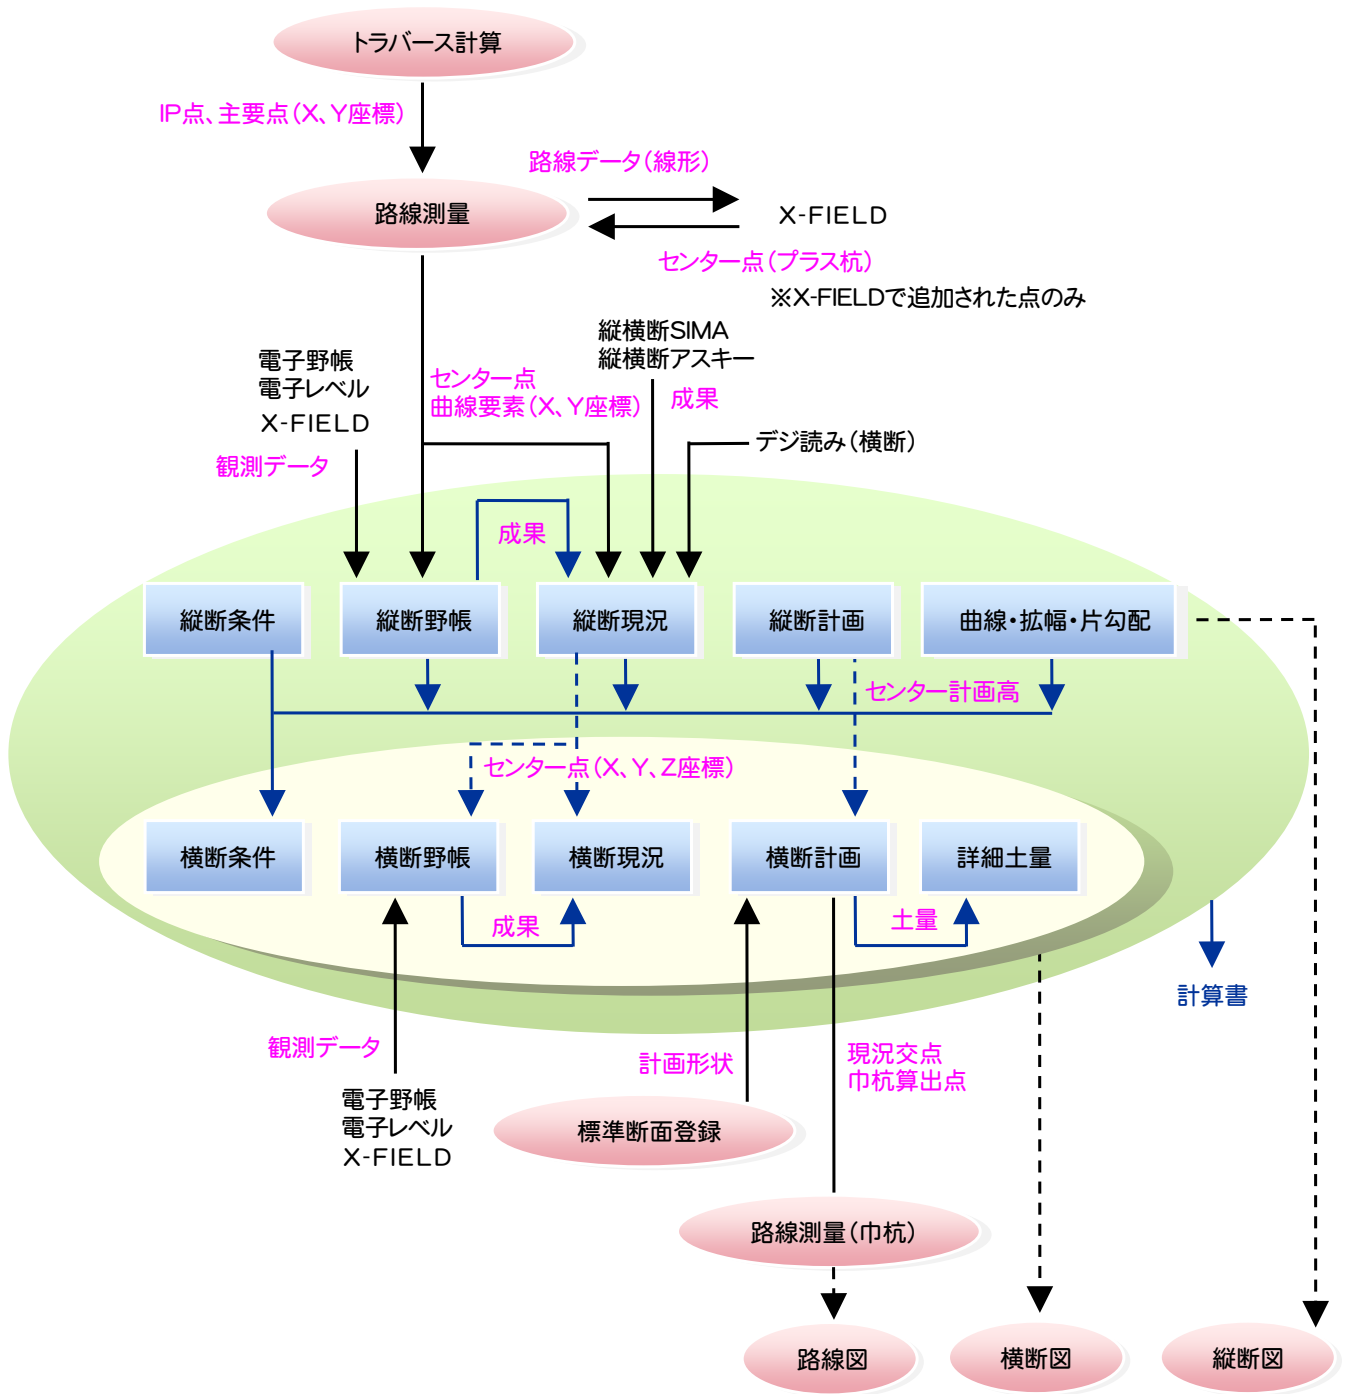 トラバース計算
IP点、主要点（X、Y座標）
路線データ（線形）
路線測量
X-FIELD
センター点（プラス杭）
※X-FIELDで追加された点のみ
縦横断SIMA
縦横断アスキー
電子野帳
電子レベル
X-FIELD
センター点
曲線要素（X、Y座標）
成果
デジ読み（横断）
観測データ
成果
縦断条件
縦断野帳
縦断現況
縦断計画
曲線・拡幅・片勾配
センター計画高
センター点（X、Y、Z座標）
横断条件
横断野帳
横断現況
横断計画
詳細土量
成果
土量
計算書
観測データ
計画形状
現況交点
巾杭算出点
電子野帳
電子レベル
X-FIELD
標準断面登録
路線測量（巾杭）
路線図
横断図
縦断図